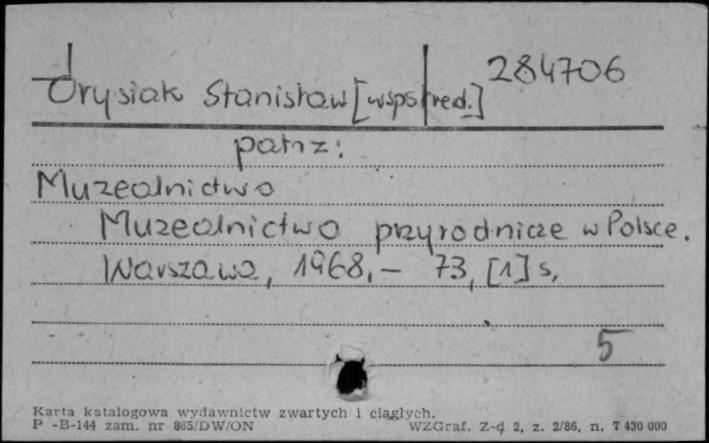 Orysiak Stanisław [współred.] 284706
patrz:
Muzealnictwo
Muzealnictwo przyrodnicze w Polsce.
Warszawa, 1968, – 73, [1] s,
5
Karta katalogowa wydawnictw zwartych i ciągłych.
P -B-144 zam. nr 865/DW/ON WZGraf. Z-d 2, z. 2/86, n. 7 430 000